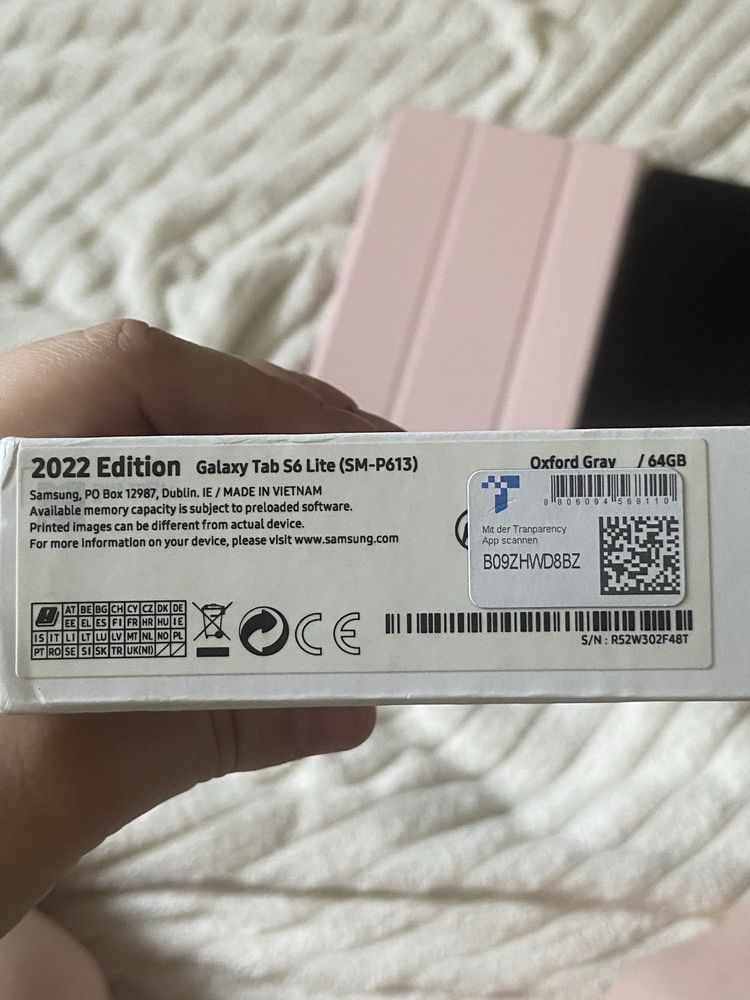 2022 Edition Galaxy Tab S6 Lite (SM-P613) Oxford Gray / 64GB
Samsung, PO Box 12987, Dublin. IE / MADE IN VIETNAM
Available memory capacity is subject to preloaded software.
Printed images can be different from actual device.
For more information on your device, please visit www.samsung.com
8 806094 568110
Mit der Tranparency
App scannen
B09ZHWD8BZ
AT BE BG CH CY CZ DK DE
EE EL ES FI FR HR HU IE
IS IT LI LT LU LV MT NL NO PL
PT RO SE SI SK TR UK(NI)
CE
S/N : R52W302F48T